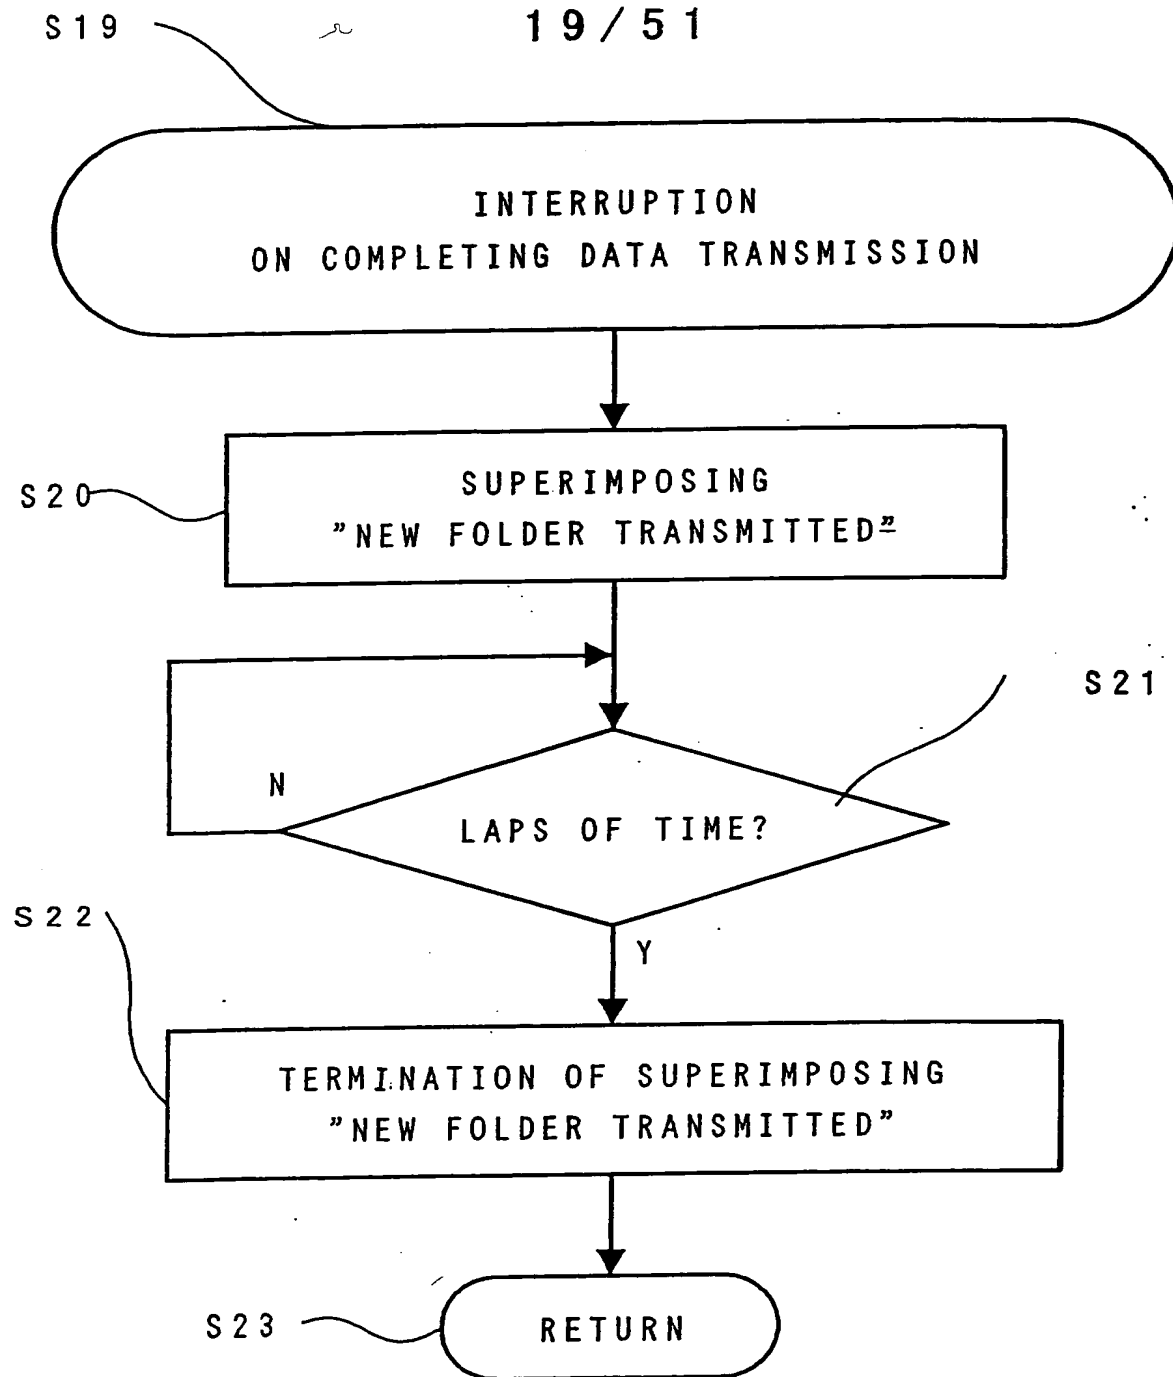 S19
19/51
INTERRUPTION
ON COMPLETING DATA TRANSMISSION
S20
SUPERIMPOSING
”NEW FOLDER TRANSMITTED”
S21
N
LAPS OF TIME?
S22
Y
TERMINATION OF SUPERIMPOSING
”NEW FOLDER TRANSMITTED”
S23
RETURN